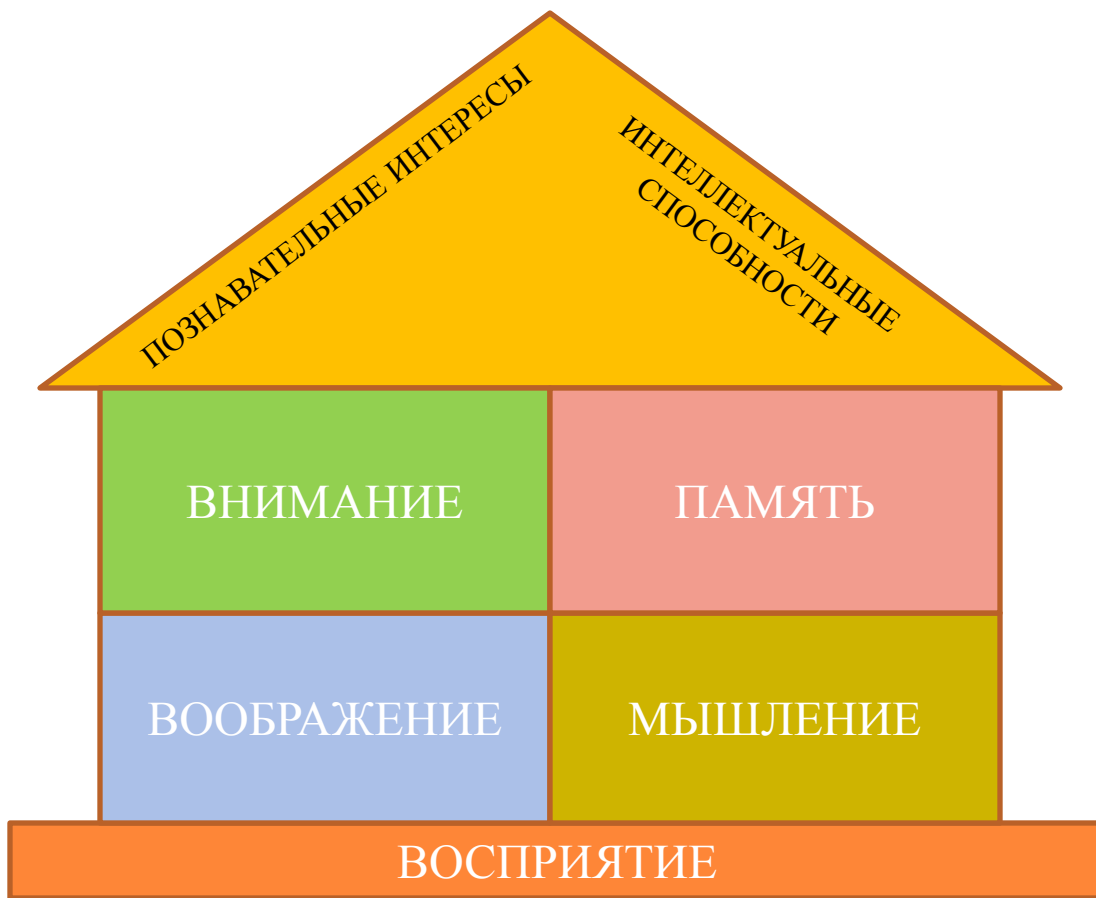 ПОЗНАВАТЕЛЬНЫЕ ИНТЕРЕСЫ
ИНТЕЛЛЕКТУАЛЬНЫЕ
СПОСОБНОСТИ
ВНИМАНИЕ
ПАМЯТЬ
ВООБРАЖЕНИЕ
МЫШЛЕНИЕ
ВОСПРИЯТИЕ